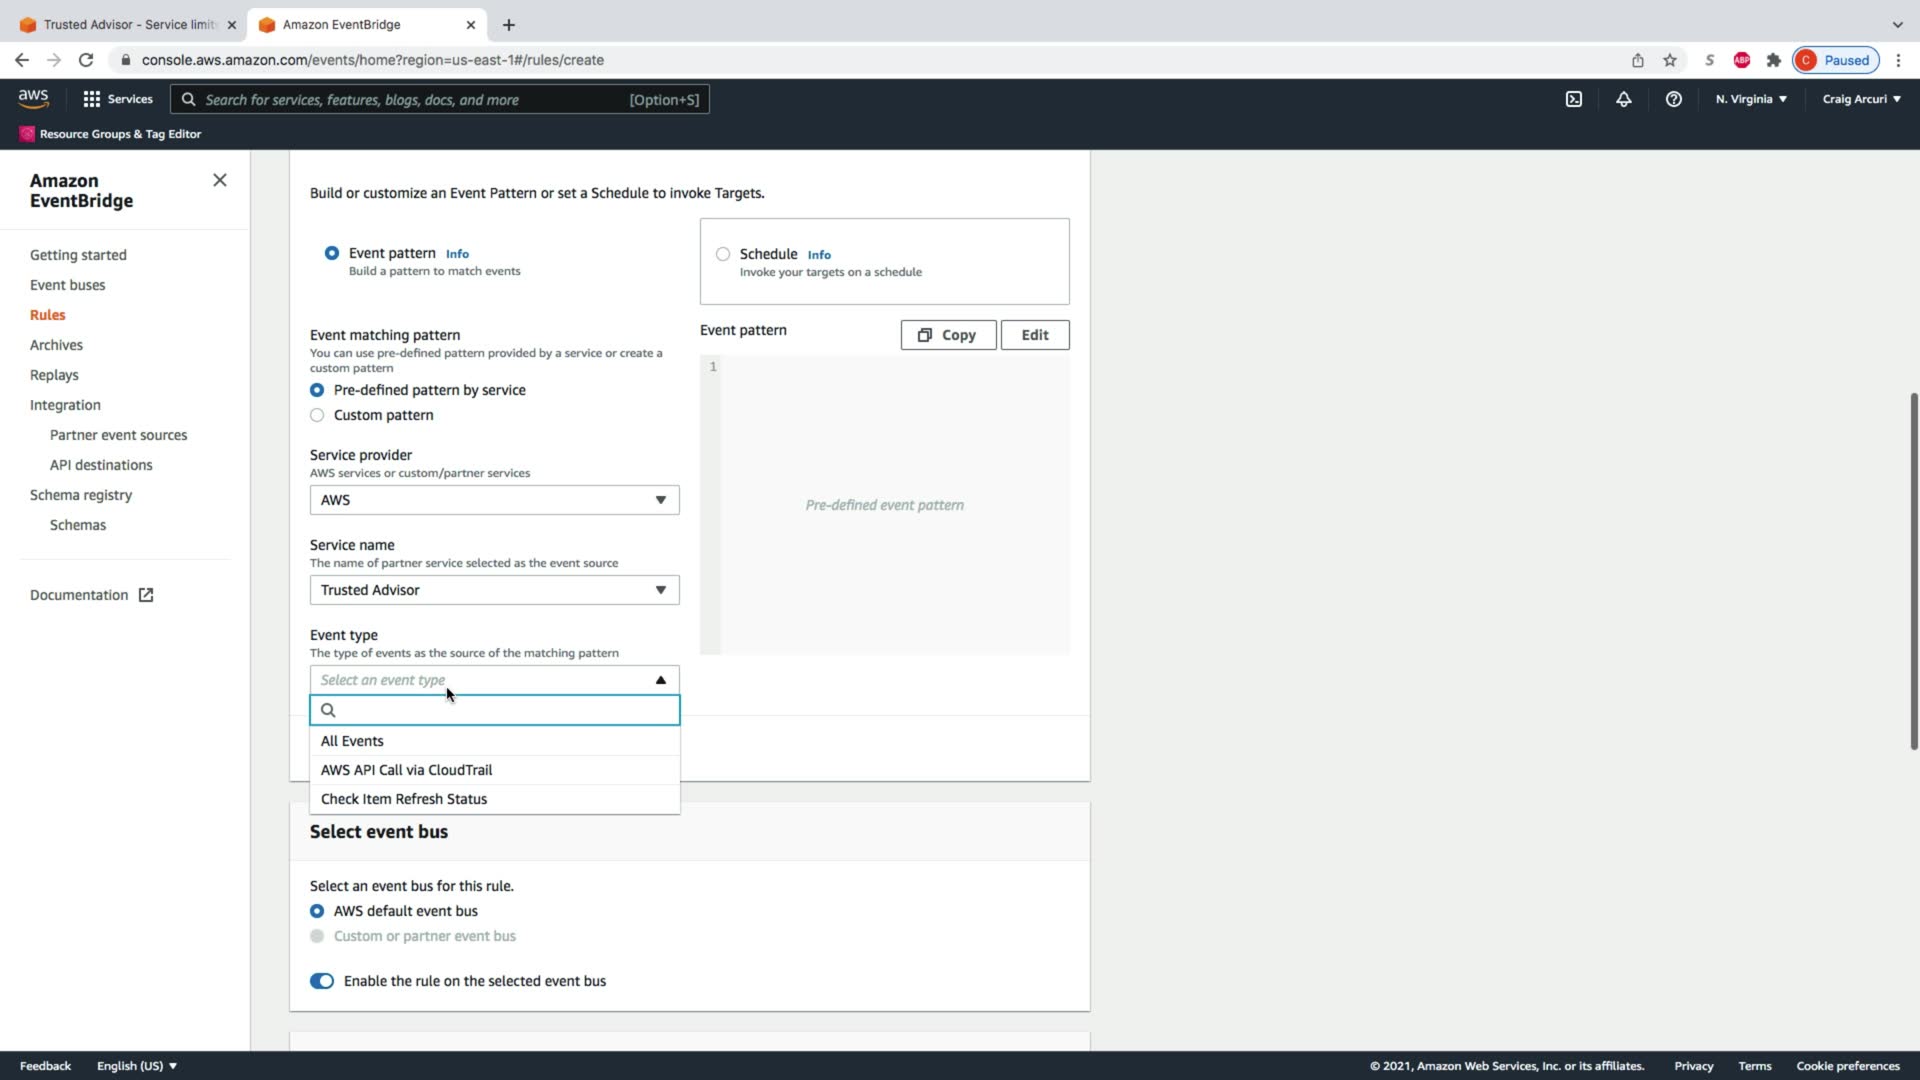 Trusted Advisor - Service limit
Amazon EventBridge
console.aws.amazon.com/events/home?region=us-east-1#/rules/create
S
ABP
C
Paused
aws
Services
Search for services, features, blogs, docs, and more
[Option+S]
N. Virginia
Craig Arcuri
Resource Groups & Tag Editor
Amazon
EventBridge
Getting started
Event buses
Rules
Archives
Replays
Integration
Partner event sources
API destinations
Schema registry
Schemas
Documentation
Build or customize an Event Pattern or set a Schedule to invoke Targets.
Event pattern Info
Build a pattern to match events
Schedule Info
Invoke your targets on a schedule
Event matching pattern
You can use pre-defined pattern provided by a service or create a
custom pattern
Pre-defined pattern by service
Custom pattern
Service provider
AWS services or custom/partner services
AWS
Service name
The name of partner service selected as the event source
Trusted Advisor
Event type
The type of events as the source of the matching pattern
Select an event type
All Events
AWS API Call via CloudTrail
Check Item Refresh Status
Event pattern
Copy
Edit
1
Pre-defined event pattern
Select event bus
Select an event bus for this rule.
AWS default event bus
Custom or partner event bus
Enable the rule on the selected event bus
Feedback
English (US)
© 2021, Amazon Web Services, Inc. or its affiliates.
Privacy
Terms
Cookie preferences